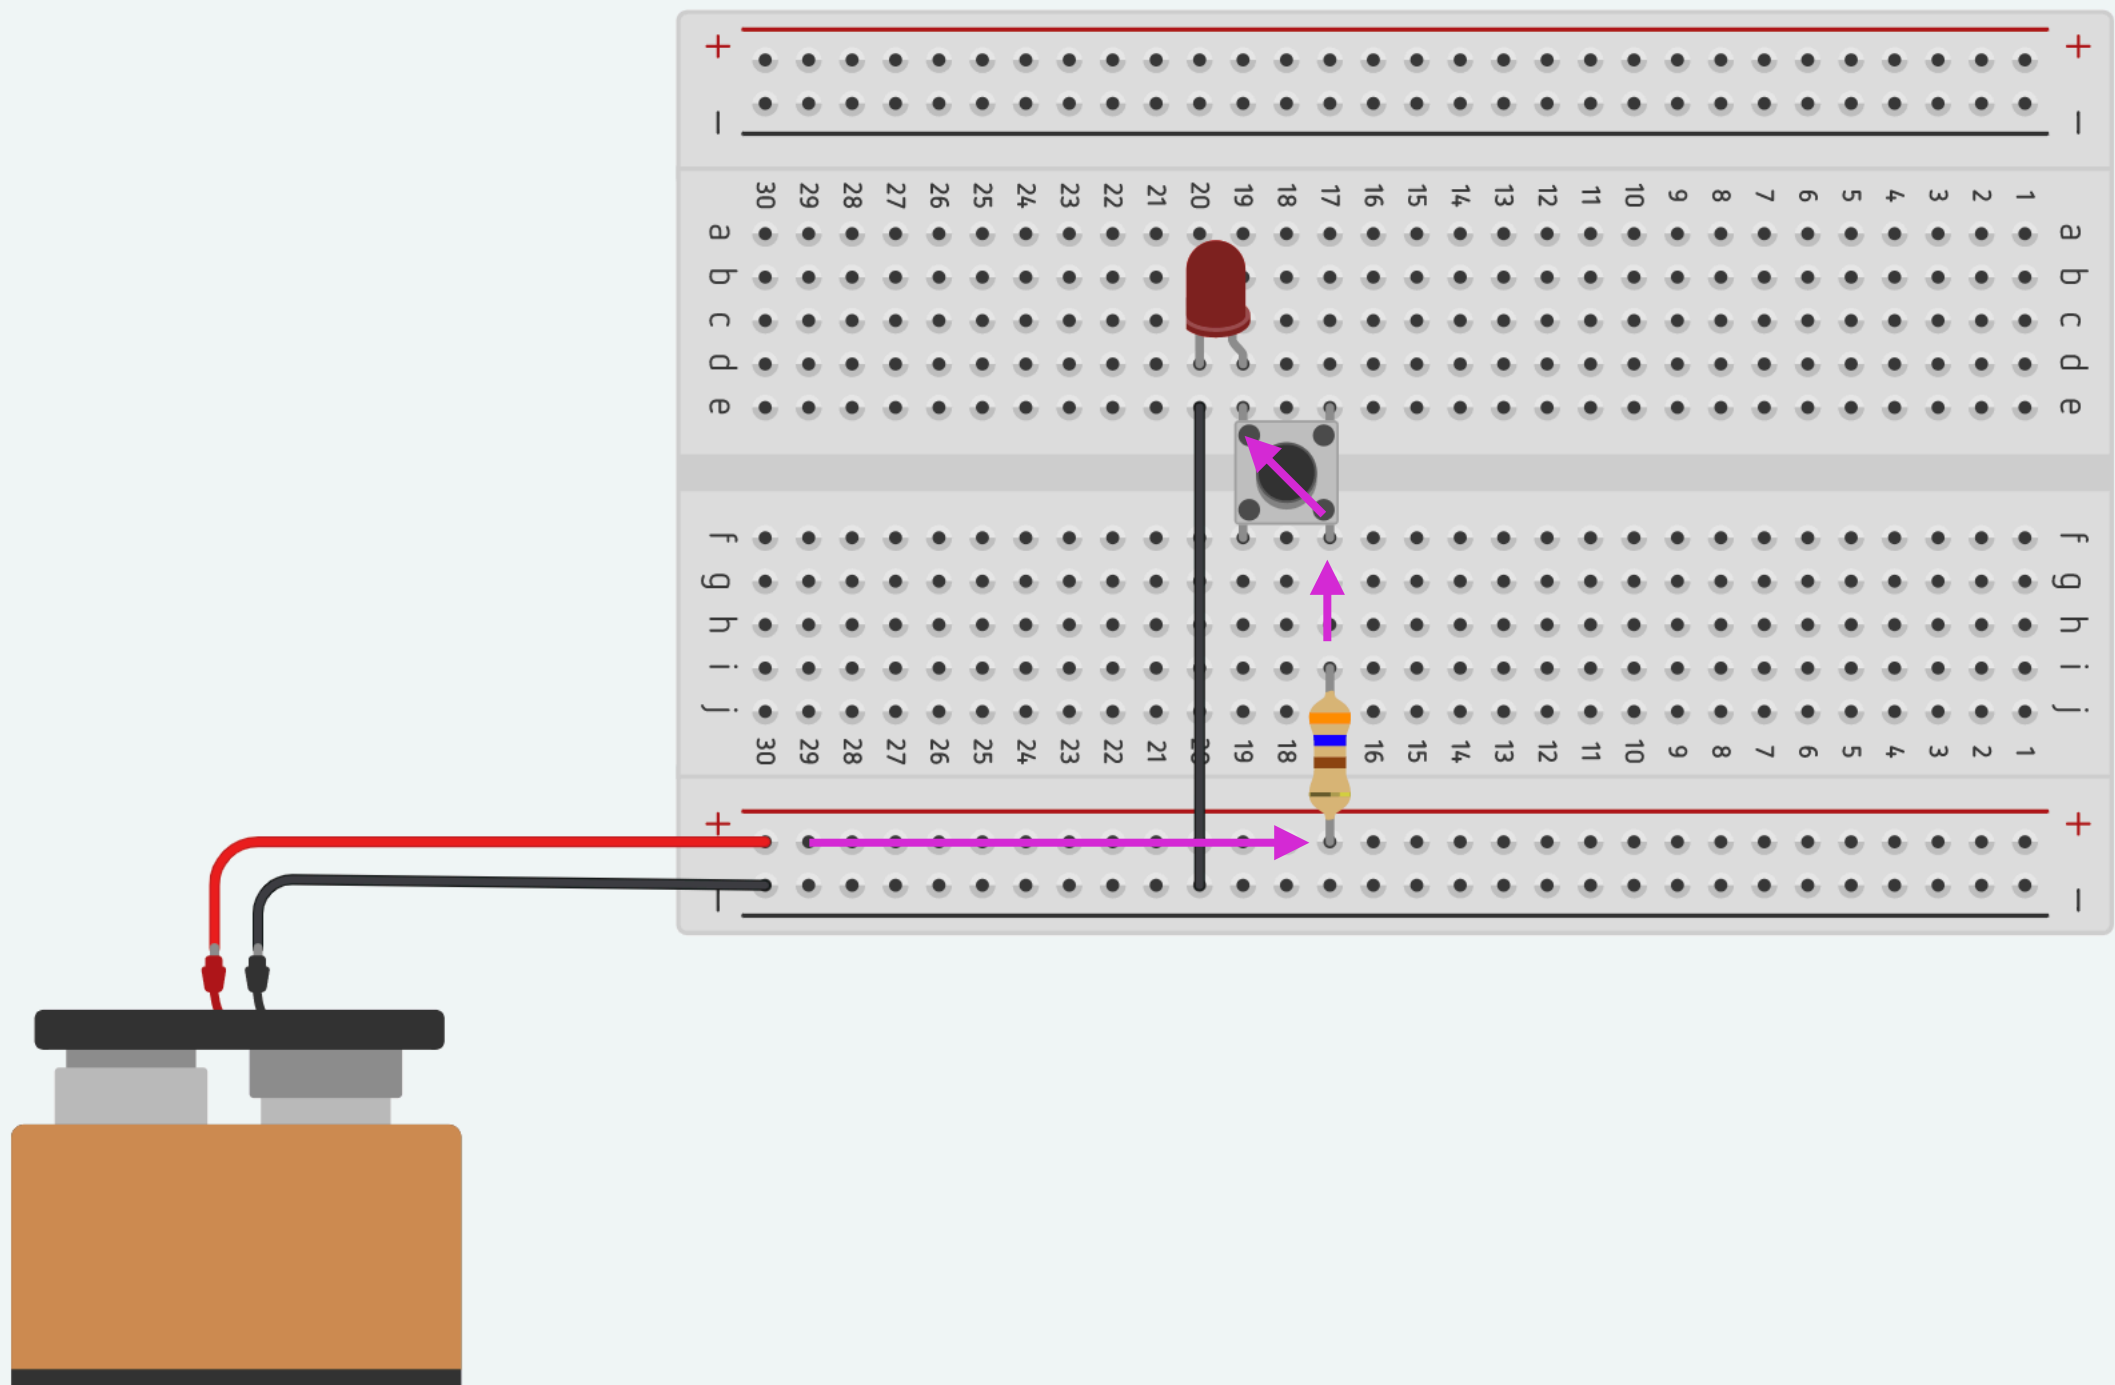 + +
− −
30 29 28 27 26 25 24 23 22 21 20 19 18 17 16 15 14 13 12 11 10 9 8 7 6 5 4 3 2 1
a a
b b
c c
d d
e e
f f
g g
h h
i i
j j
30 29 28 27 26 25 24 23 22 21 20 19 18 16 15 14 13 12 11 10 9 8 7 6 5 4 3 2 1
+ +
− −